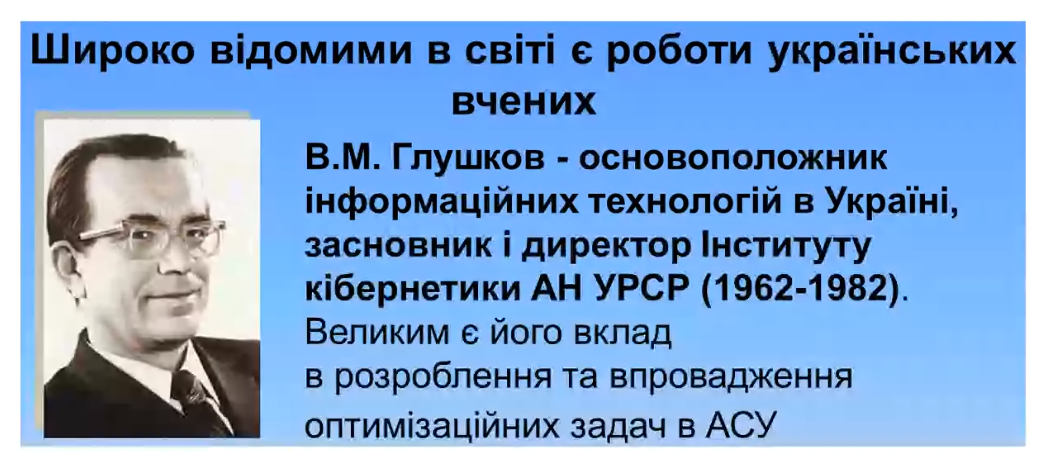 Широко відомими в світі є роботи українських
вчених
В.М. Глушков - основоположник
інформаційних технологій в Україні,
засновник і директор Інституту
кібернетики АН УРСР (1962-1982).
Великим є його вклад
в розроблення та впровадження
оптимізаційних задач в АСУ